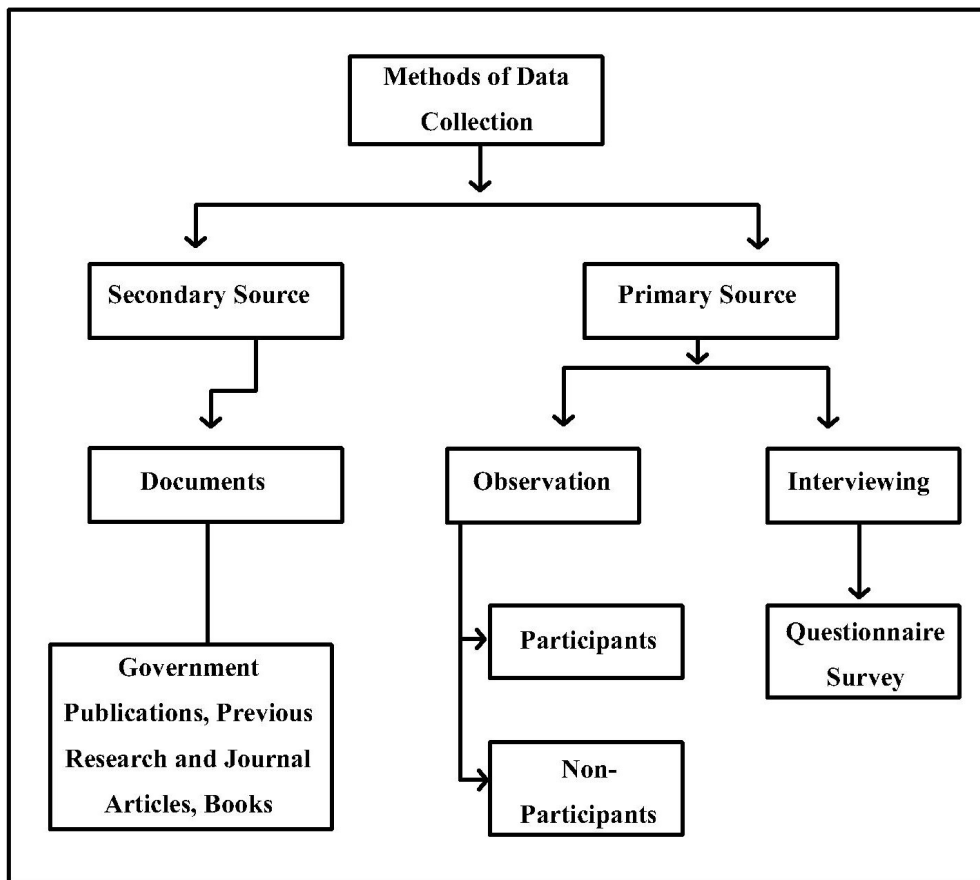 Methods of Data
Collection
Secondary Source
Primary Source
Documents
Observation
Interviewing
Participants
Questionnaire
Survey
Government
Publications, Previous
Research and Journal
Articles, Books
Non-
Participants